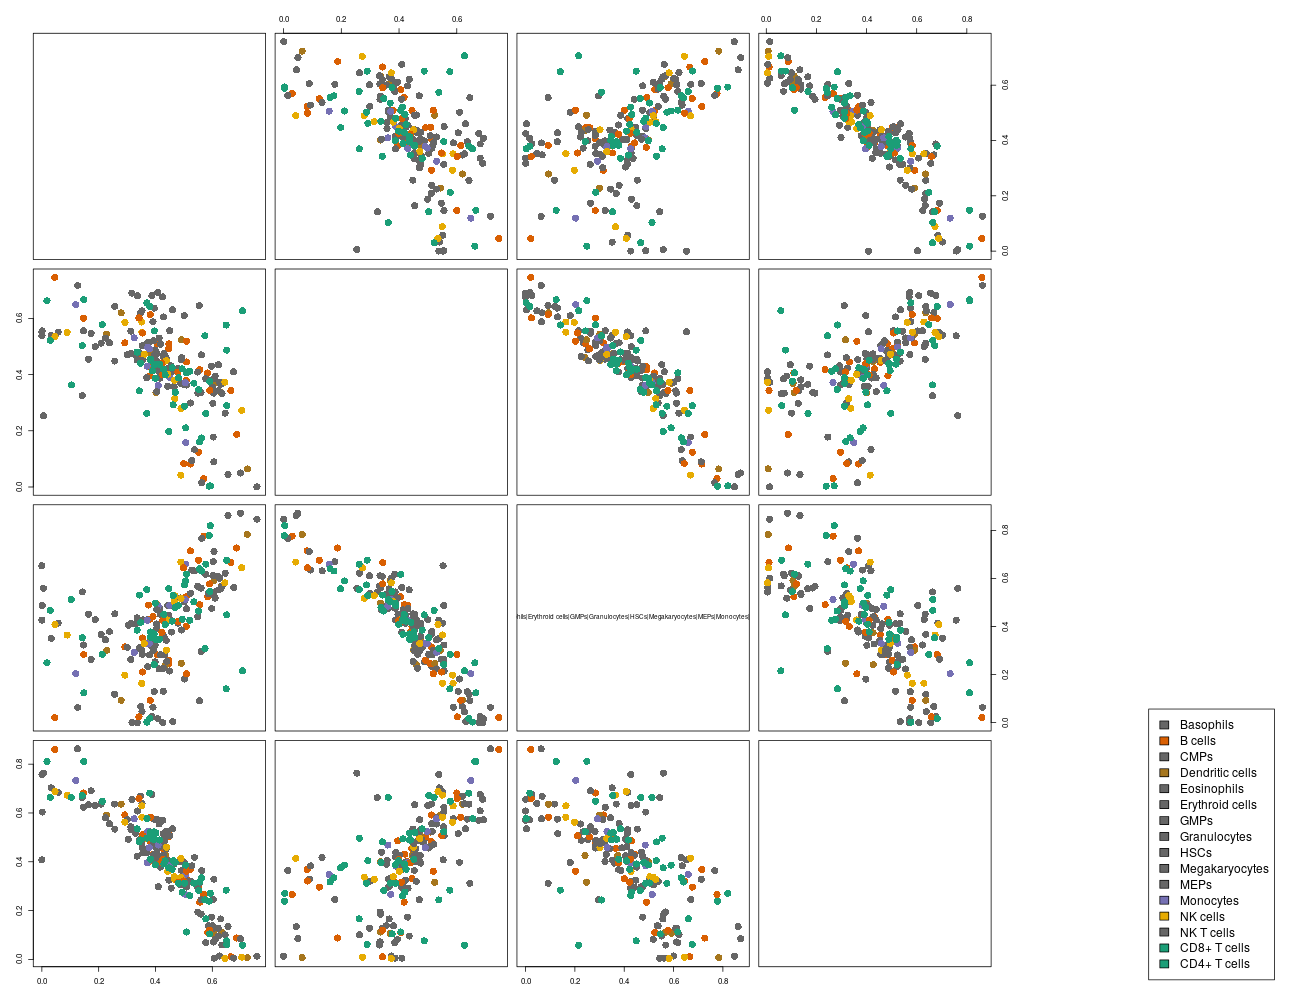 0.0 0.2 0.4 0.6
0.0 0.2 0.4 0.6 0.8
0.6
0.4
0.2
0.0
0.6
0.4
0.2
0.0
hils|Erythroid cells|GMPs|Granulocytes|HSCs|Megakaryocytes|MEPs|Monocytes|
0.8
0.6
0.4
0.2
0.0
0.8
0.6
0.4
0.2
0.0
0.0 0.2 0.4 0.6
0.0 0.2 0.4 0.6 0.8
Basophils
B cells
CMPs
Dendritic cells
Eosinophils
Erythroid cells
GMPs
Granulocytes
HSCs
Megakaryocytes
MEPs
Monocytes
NK cells
NK T cells
CD8+ T cells
CD4+ T cells